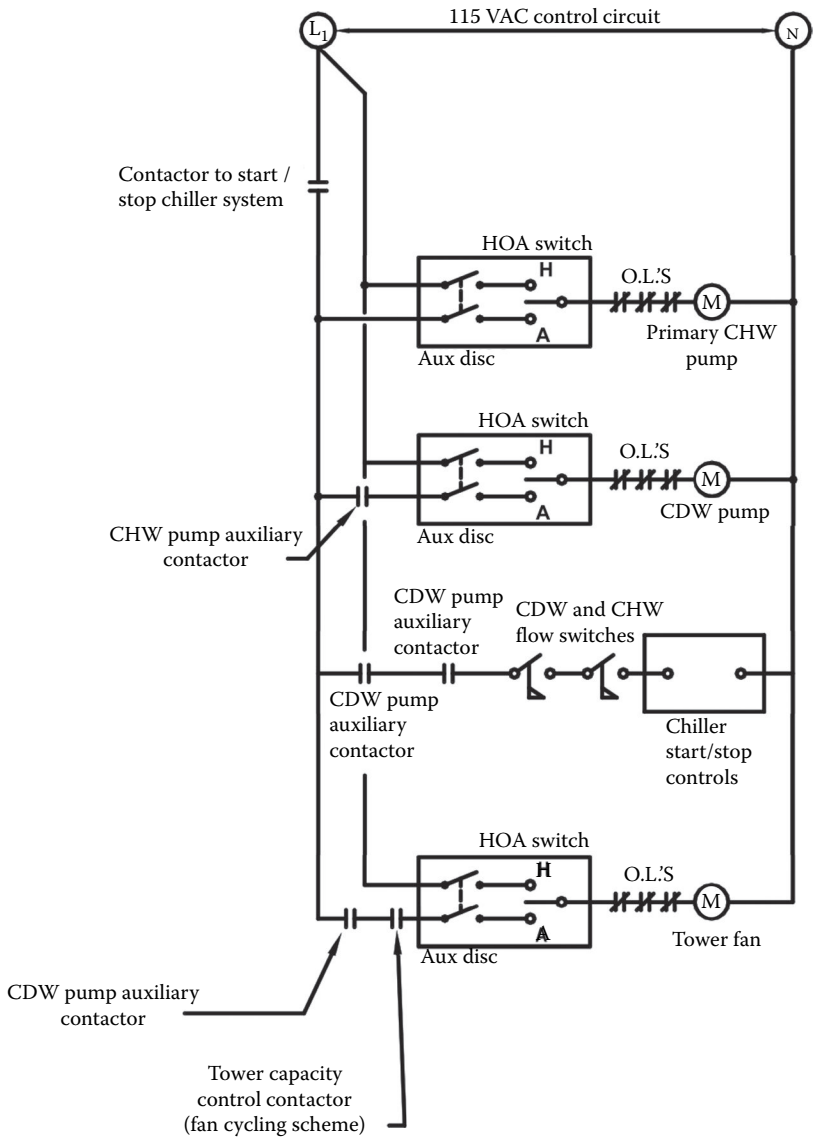 115 VAC control circuit
L1
N
Contactor to start /
stop chiller system
HOA switch
H
O.L.'S
M
A
Primary CHW
pump
Aux disc
HOA switch
H
O.L.'S
M
A
CDW pump
Aux disc
CHW pump auxiliary
contactor
CDW pump
auxiliary
contactor
CDW and CHW
flow switches
CDW pump
auxiliary
contactor
Chiller
start/stop
controls
HOA switch
H
O.L.'S
M
A
Tower fan
Aux disc
CDW pump auxiliary
contactor
Tower capacity
control contactor
(fan cycling scheme)